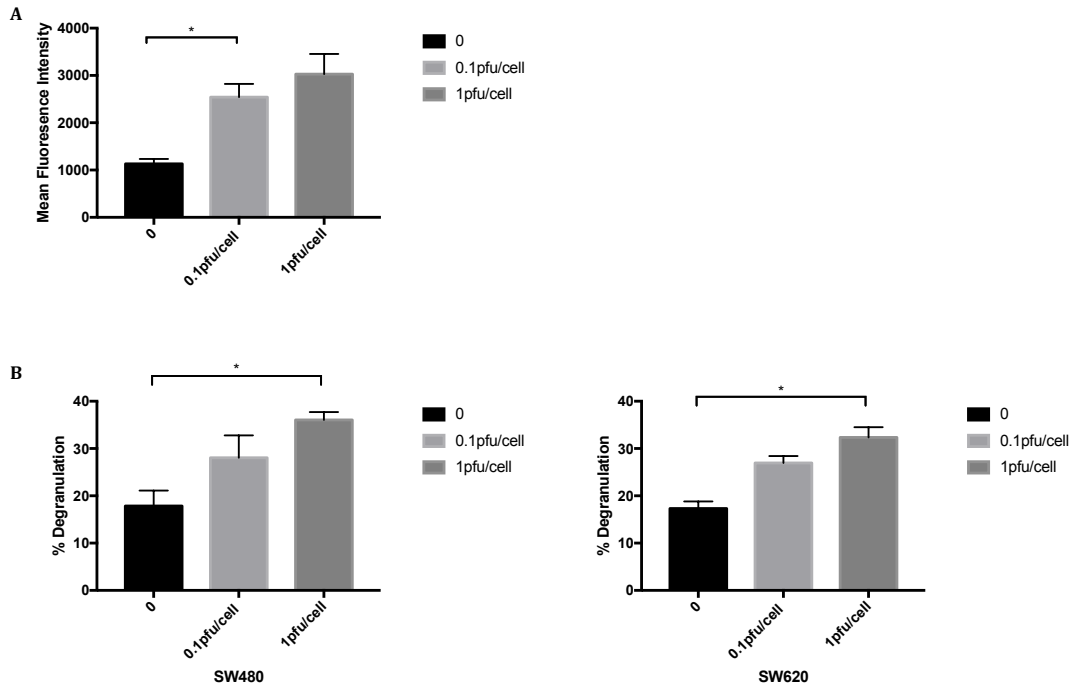 A
Mean Fluoresence Intensity
4000
3000
2000
1000
0
*
0
0.1pfu/cell
1pfu/cell
0
0.1pfu/cell
1pfu/cell
B
% Degranulation
40
30
20
10
0
*
0
0.1pfu/cell
1pfu/cell
SW480
0
0.1pfu/cell
1pfu/cell
% Degranulation
40
30
20
10
0
*
0
0.1pfu/cell
1pfu/cell
SW620
0
0.1pfu/cell
1pfu/cell